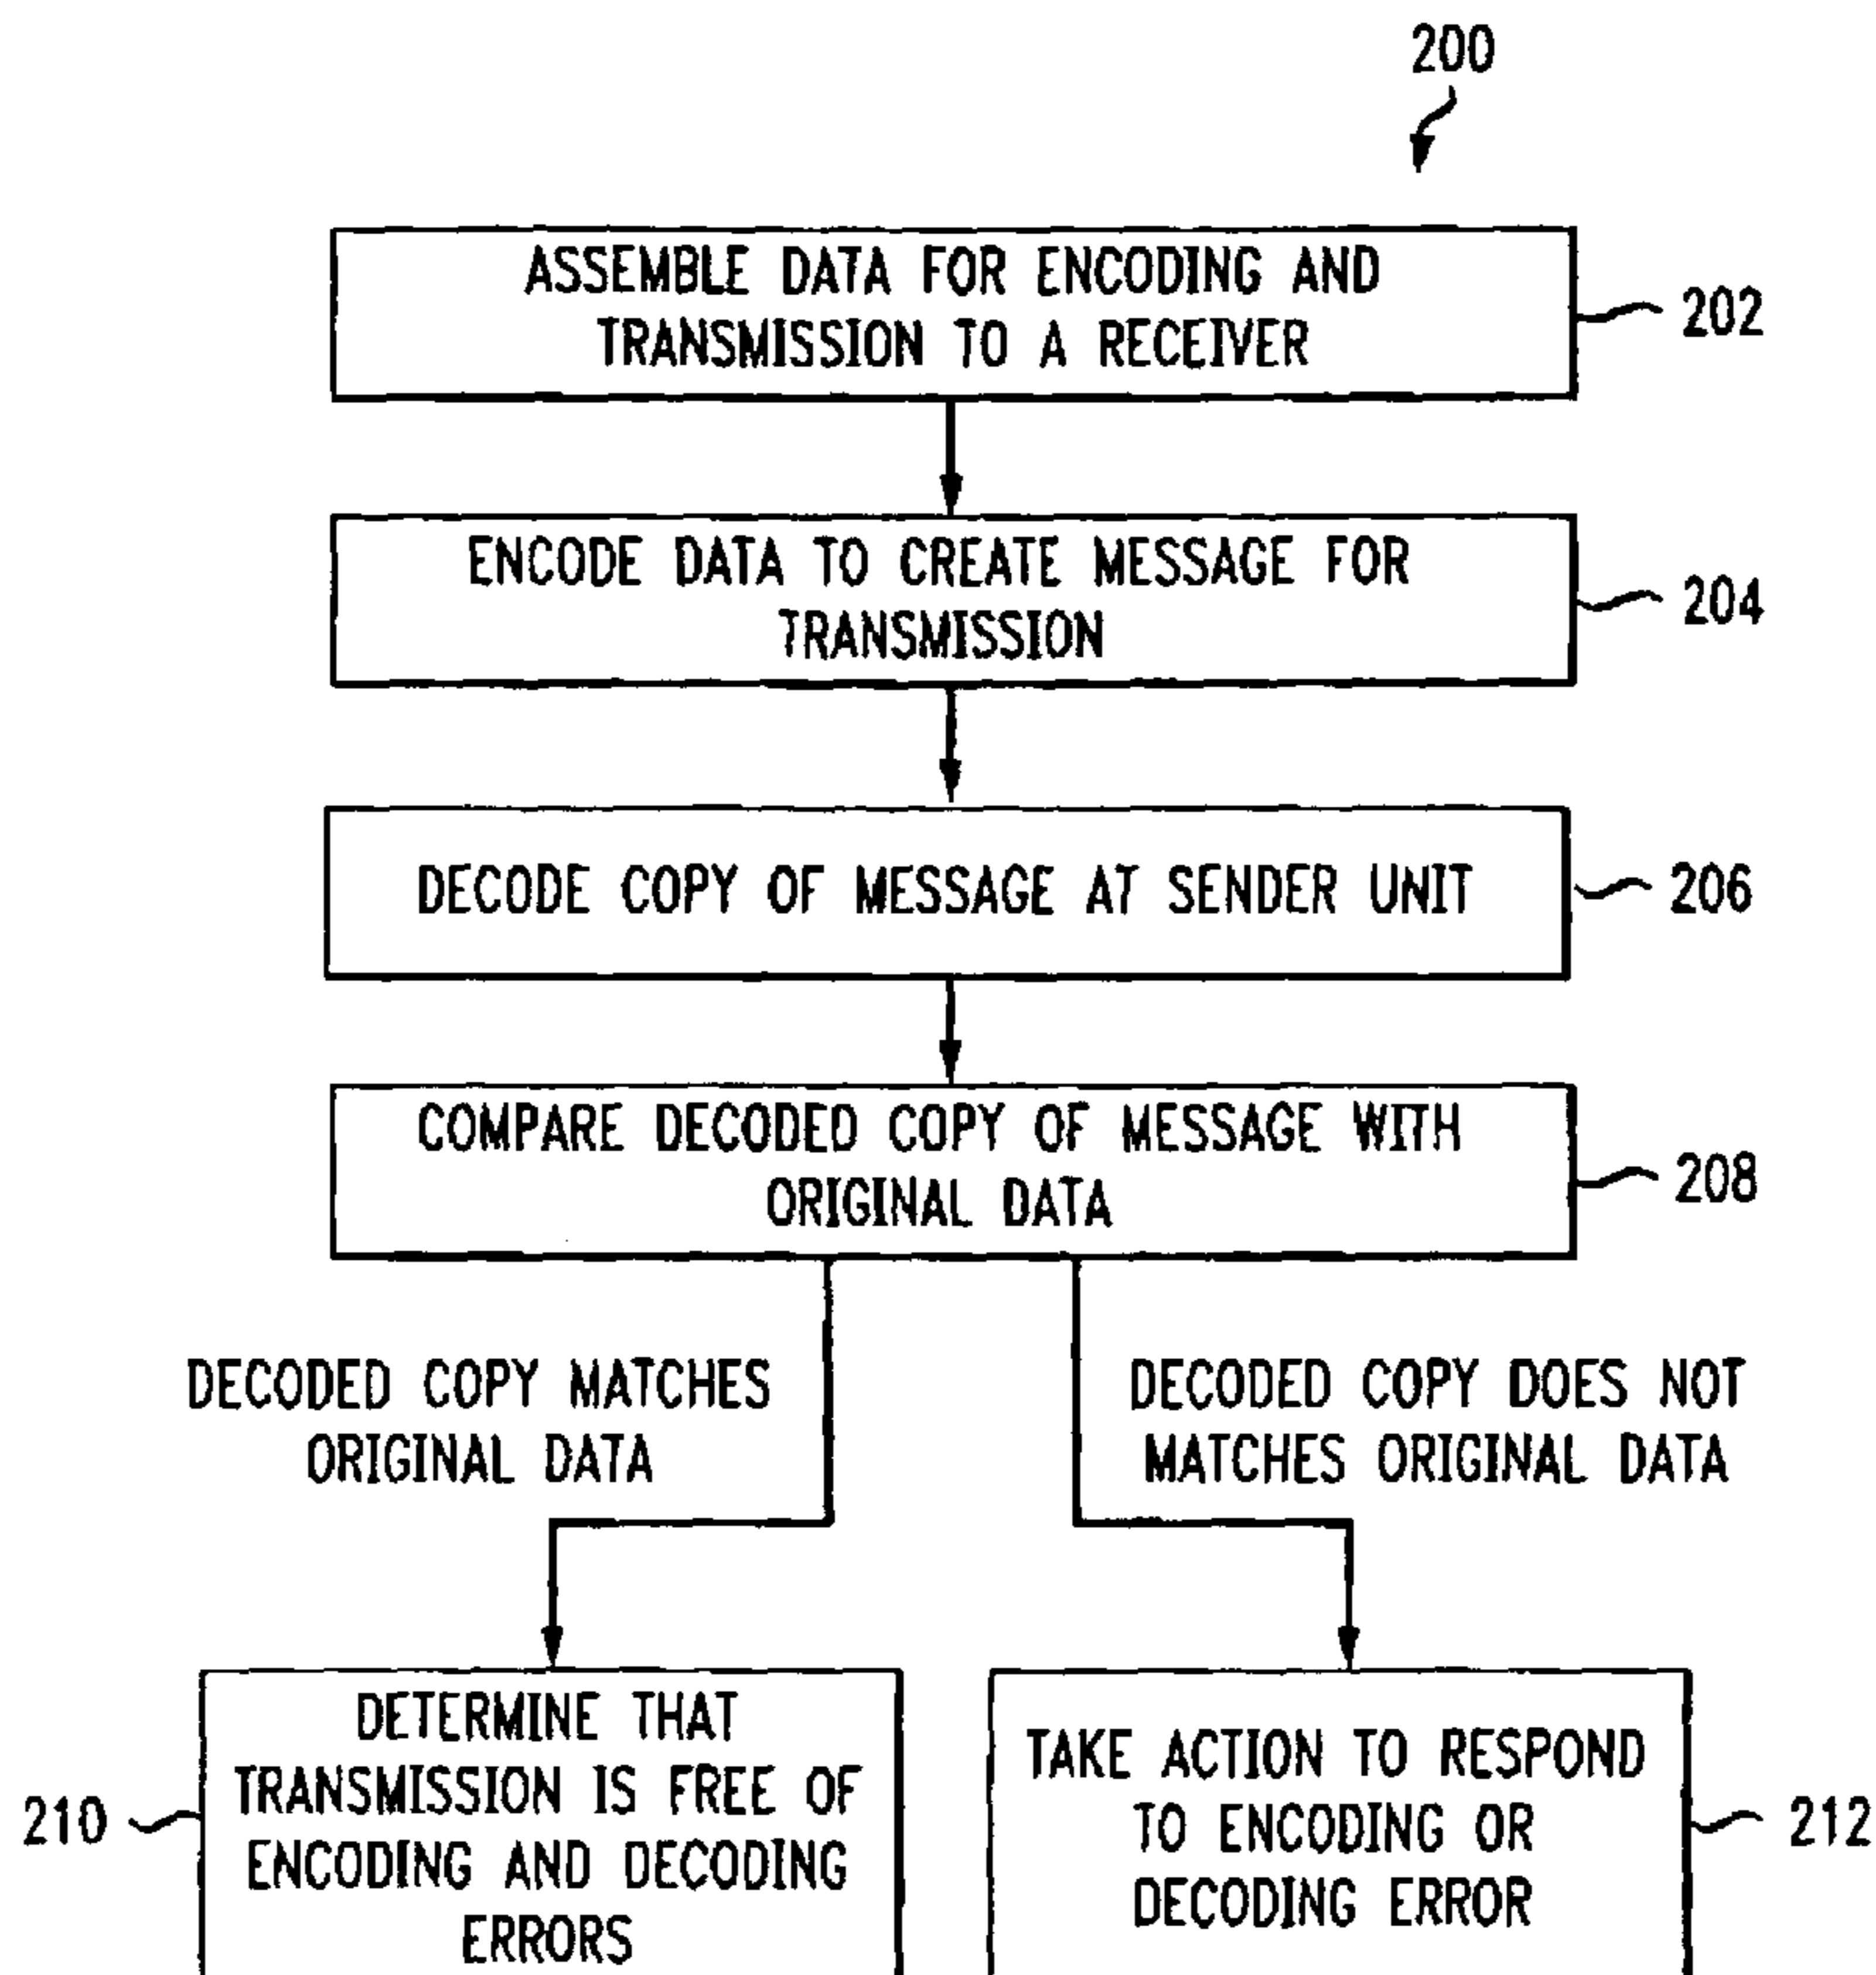 200
ASSEMBLE DATA FOR ENCODING AND
TRANSMISSION TO A RECEIVER
202
ENCODE DATA TO CREATE MESSAGE FOR
TRANSMISSION
204
DECODE COPY OF MESSAGE AT SENDER UNIT
206
COMPARE DECODED COPY OF MESSAGE WITH
ORIGINAL DATA
208
DECODED COPY MATCHES
ORIGINAL DATA
DECODED COPY DOES NOT
MATCHES ORIGINAL DATA
210
DETERMINE THAT
TRANSMISSION IS FREE OF
ENCODING AND DECODING
ERRORS
TAKE ACTION TO RESPOND
TO ENCODING OR
DECODING ERROR
212